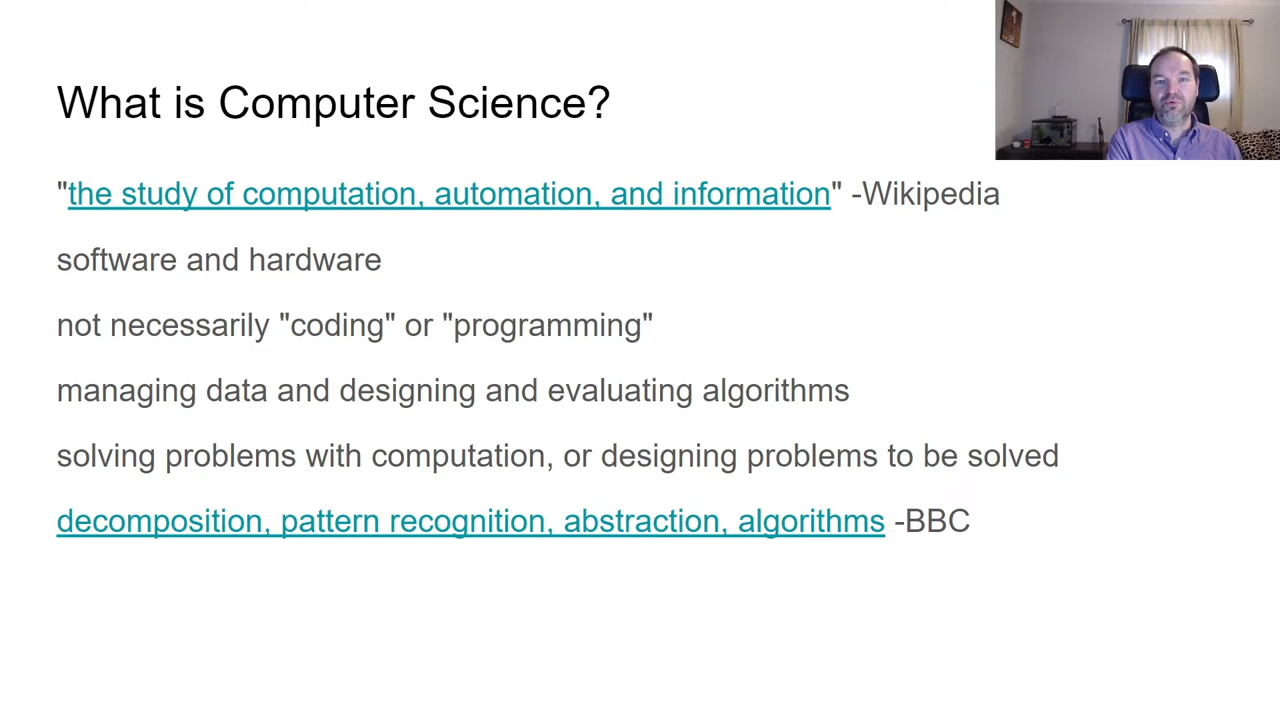 What is Computer Science?
"the study of computation, automation, and information" -Wikipedia
software and hardware
not necessarily "coding" or "programming"
managing data and designing and evaluating algorithms
solving problems with computation, or designing problems to be solved
decomposition, pattern recognition, abstraction, algorithms -BBC